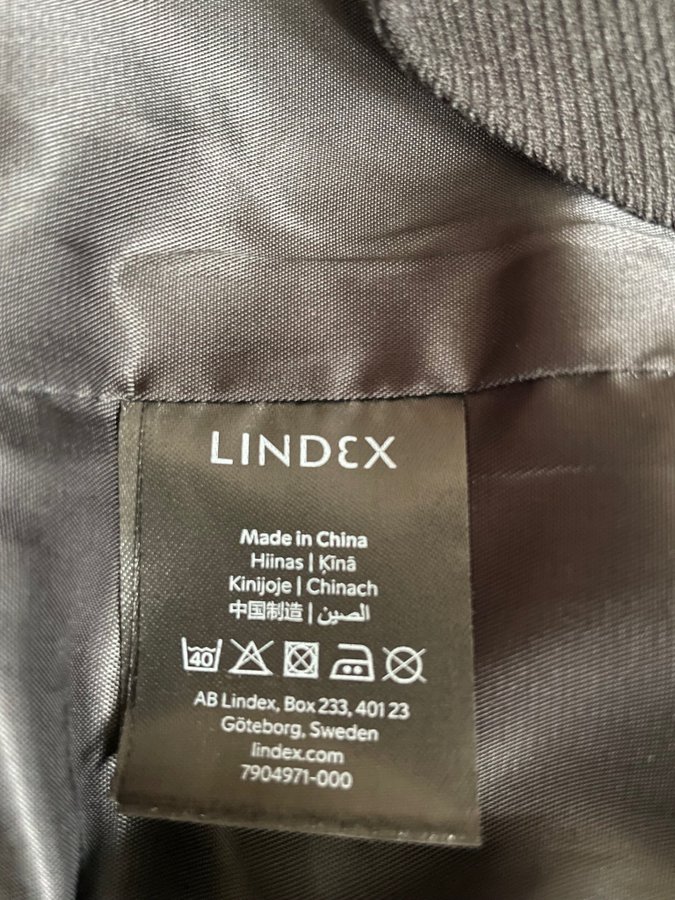 LINDEX
Made in China
Hiinas | Ķīnā
Kinijoje | Chinach
中国制造 | الصين
40
AB Lindex, Box 233, 401 23
Göteborg, Sweden
lindex.com
7904971-000